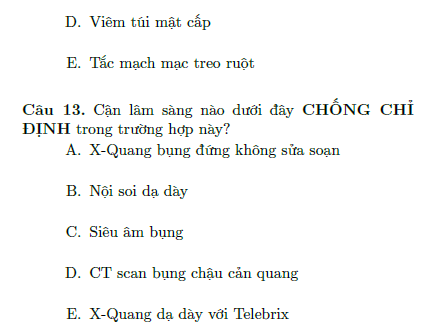 D. Viêm túi mật cấp
E. Tắc mạch mạc treo ruột
Câu 13. Cận lâm sàng nào dưới đây CHỐNG CHỈ
ĐỊNH trong trường hợp này?
A. X-Quang bụng đứng không sửa soạn
B. Nội soi dạ dày
C. Siêu âm bụng
D. CT scan bụng chậu cản quang
E. X-Quang dạ dày với Telebrix